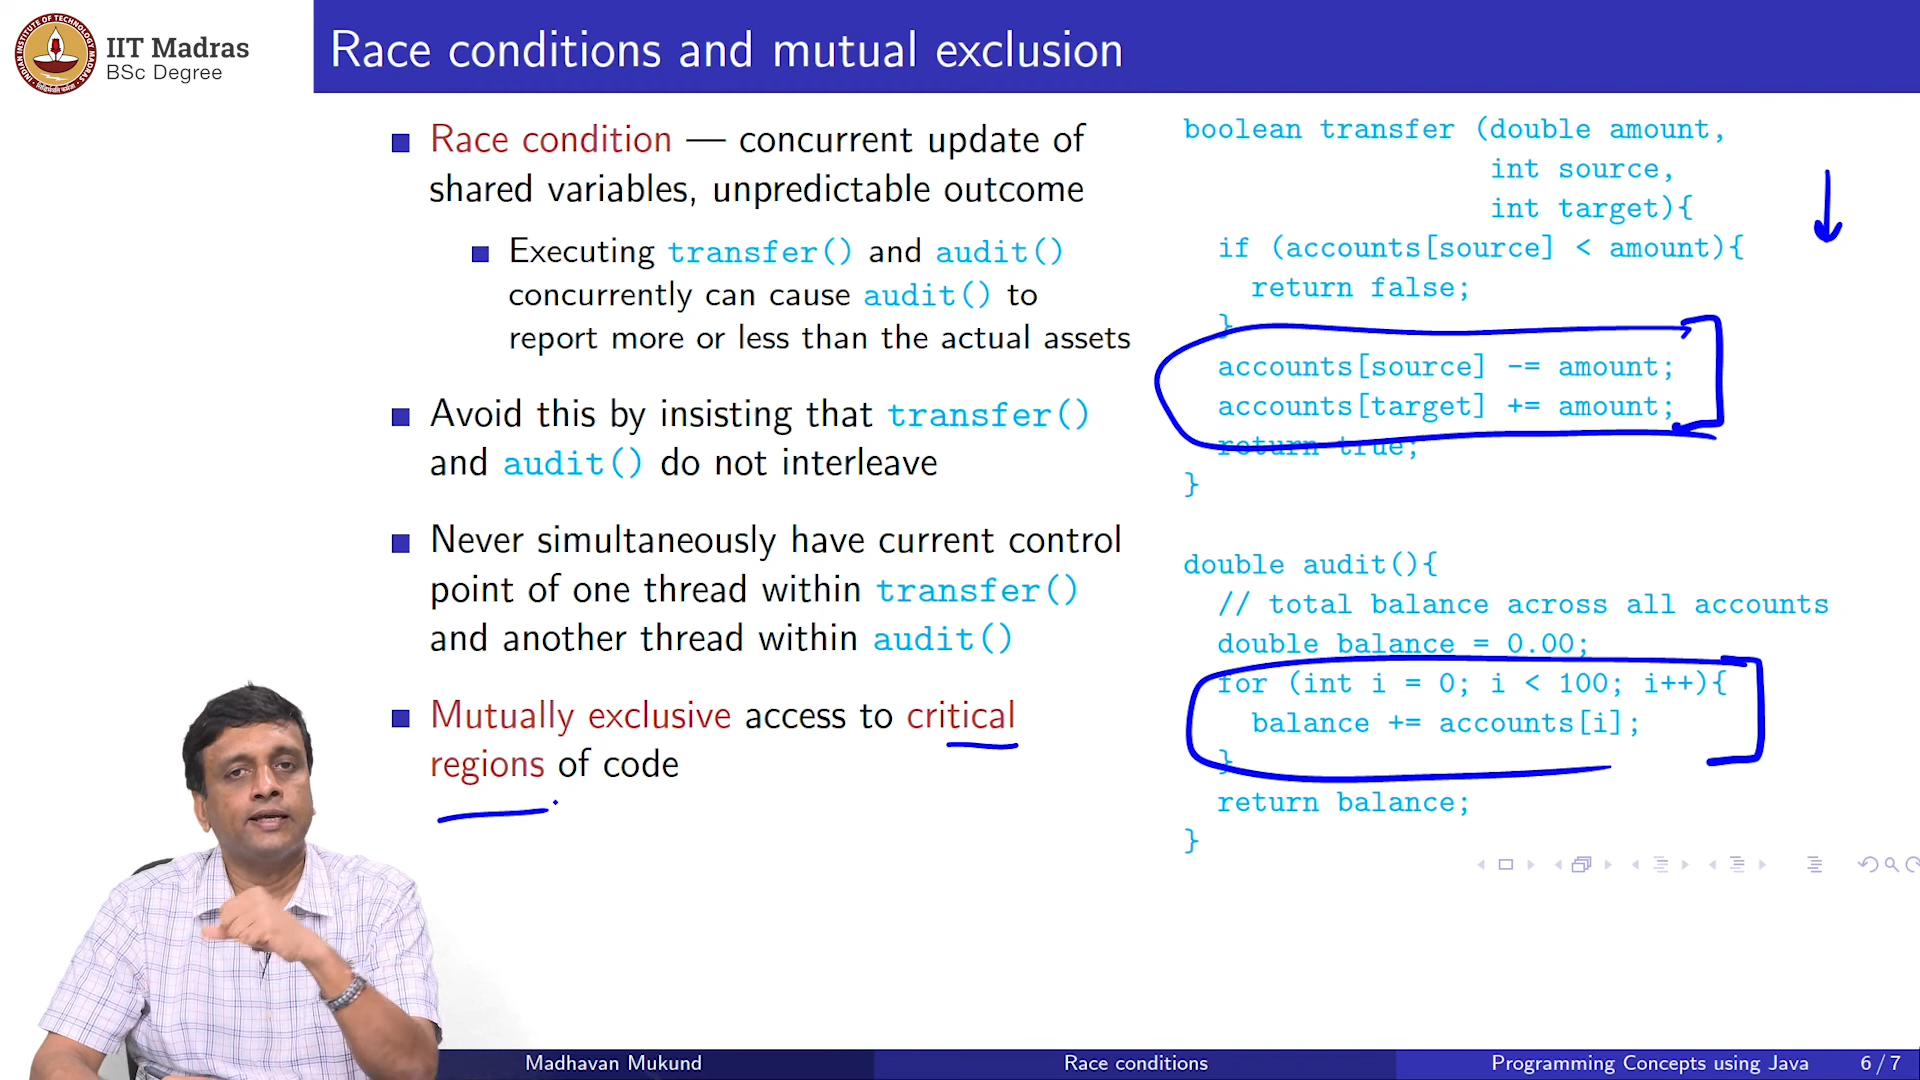 IIT Madras
BSc Degree
Race conditions and mutual exclusion
Race condition — concurrent update of
shared variables, unpredictable outcome
Executing transfer() and audit()
concurrently can cause audit() to
report more or less than the actual assets
Avoid this by insisting that transfer()
and audit() do not interleave
Never simultaneously have current control
point of one thread within transfer()
and another thread within audit()
Mutually exclusive access to critical
regions of code
boolean transfer (double amount,
int source,
int target){
if (accounts[source] < amount){
return false;
}
accounts[source] -= amount;
accounts[target] += amount;
return true;
}
double audit(){
// total balance across all accounts
double balance = 0.00;
for (int i = 0; i < 100; i++){
balance += accounts[i];
}
return balance;
}
Madhavan Mukund
Race conditions
Programming Concepts using Java
6 / 7